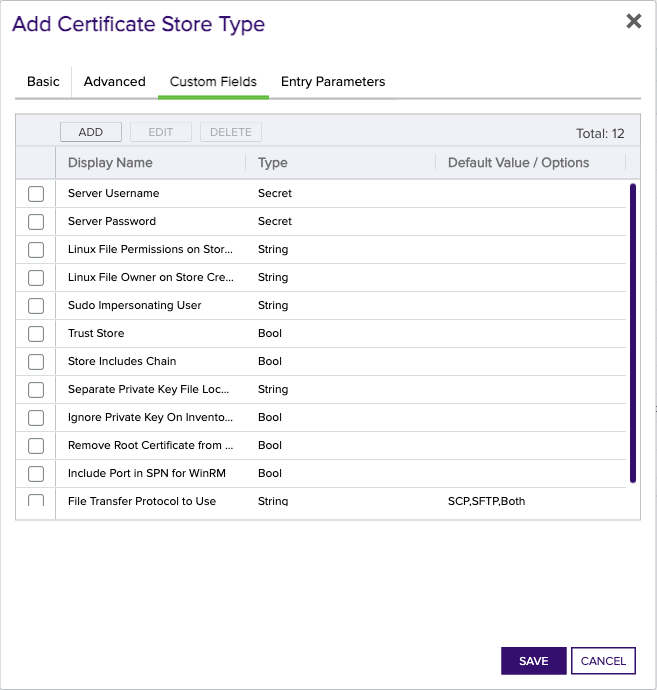 Add Certificate Store Type
Basic Advanced Custom Fields Entry Parameters
ADD EDIT DELETE Total: 12
Display Name Type Default Value / Options
Server Username Secret
Server Password Secret
Linux File Permissions on Stor... String
Linux File Owner on Store Cre... String
Sudo Impersonating User String
Trust Store Bool
Store Includes Chain Bool
Separate Private Key File Loc... String
Ignore Private Key On Invento... Bool
Remove Root Certificate from ... Bool
Include Port in SPN for WinRM Bool
File Transfer Protocol to Use String SCP,SFTP,Both
SAVE CANCEL